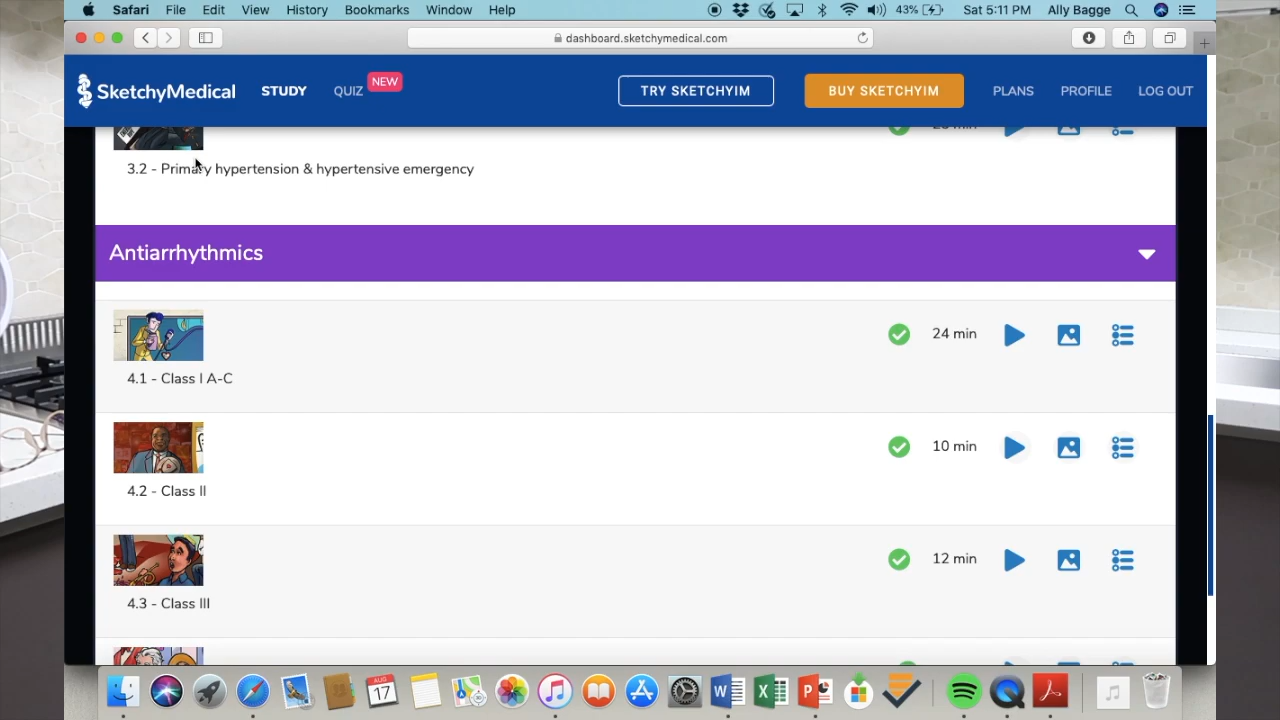 Safari File Edit View History Bookmarks Window Help 43% Sat 5:11 PM Ally Bagge
dashboard.sketchymedical.com
SketchyMedical STUDY QUIZ NEW TRY SKETCHYIM BUY SKETCHYIM PLANS PROFILE LOG OUT
3.2 - Primary hypertension & hypertensive emergency
Antiarrhythmics
24 min
4.1 - Class I A-C
10 min
4.2 - Class II
12 min
4.3 - Class III
AUG
17